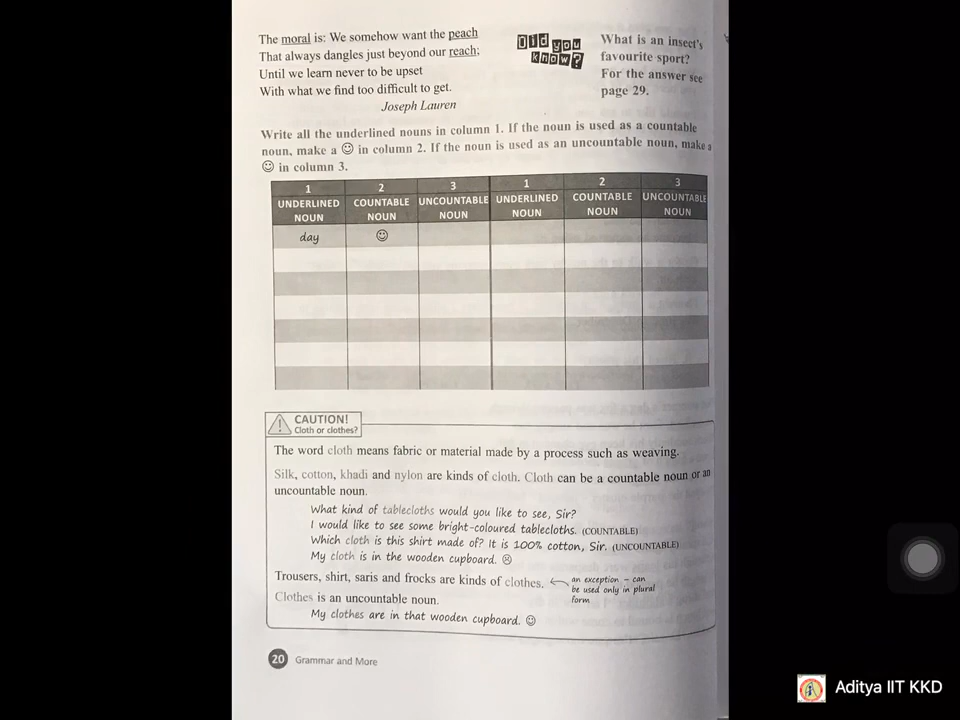 The moral is: We somehow want the peach
That always dangles just beyond our reach;
Until we learn never to be upset
With what we find too difficult to get.
Joseph Lauren
Did you
know?
What is an insect's
favourite sport?
For the answer see
page 29.
Write all the underlined nouns in column 1. If the noun is used as a countable
noun, make a ☺ in column 2. If the noun is used as an uncountable noun, make a
☺ in column 3.
1 2 3 1 2 3
UNDERLINED NOUN COUNTABLE NOUN UNCOUNTABLE NOUN UNDERLINED NOUN COUNTABLE NOUN UNCOUNTABLE NOUN
day ☺
CAUTION!
Cloth or clothes?
The word cloth means fabric or material made by a process such as weaving.
Silk, cotton, khadi and nylon are kinds of cloth. Cloth can be a countable noun or an
uncountable noun.
What kind of tablecloths would you like to see, Sir?
I would like to see some bright-coloured tablecloths. (COUNTABLE)
Which cloth is this shirt made of? It is 100% cotton, Sir. (UNCOUNTABLE)
My cloth is in the wooden cupboard. ☹
Trousers, shirt, saris and frocks are kinds of clothes.
an exception – can
be used only in plural
form
Clothes is an uncountable noun.
My clothes are in that wooden cupboard. ☺
20 Grammar and More
Aditya IIT KKD